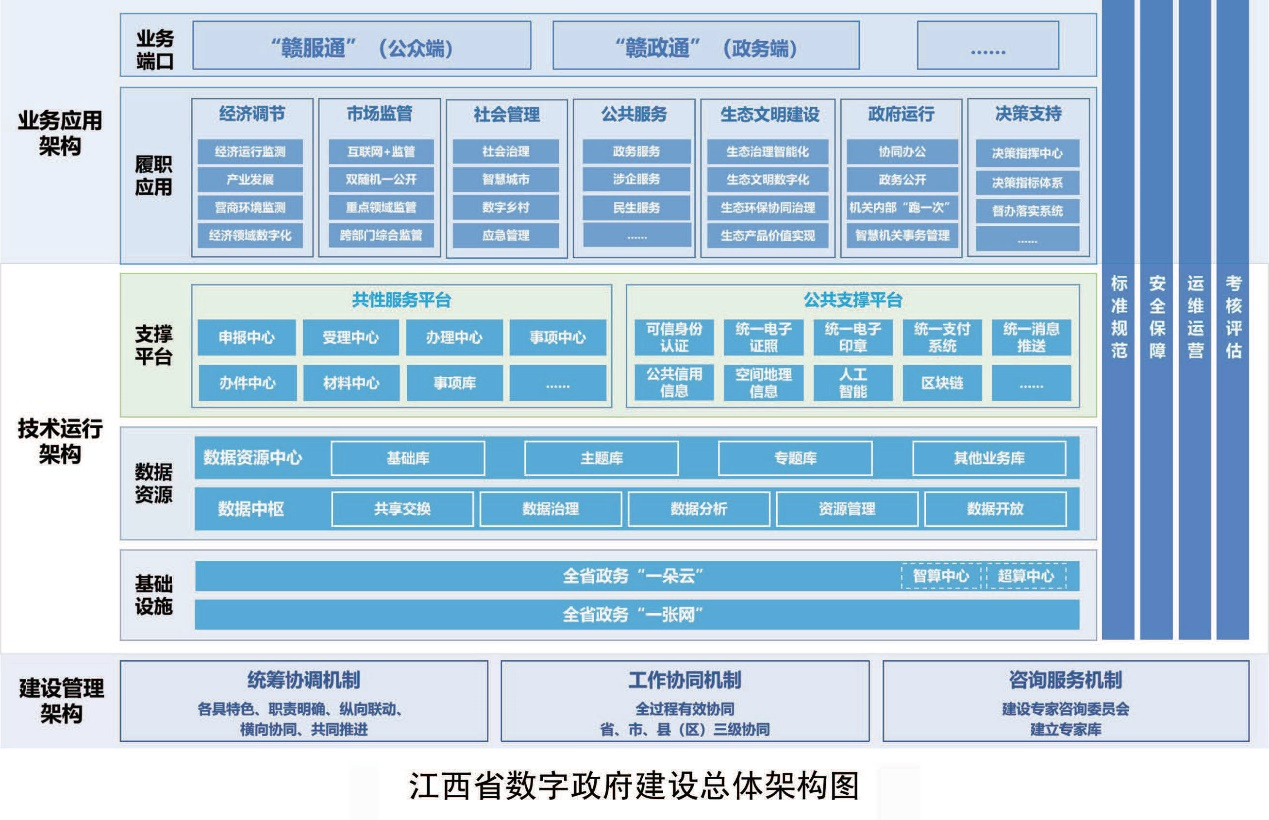 业务应用
架构
业务
端口
“赣服通”（公众端）
“赣政通”（政务端）
......
履职
应用
经济调节
经济运行监测
产业发展
营商环境监测
经济领域数字化
市场监管
互联网+监管
双随机一公开
重点领域监管
跨部门综合监管
社会管理
社会治理
智慧城市
数字乡村
应急管理
公共服务
政务服务
涉企服务
民生服务
......
生态文明建设
生态治理智能化
生态文明数字化
生态环保协同治理
生态产品价值实现
政府运行
协同办公
政务公开
机关内部“跑一次”
智慧机关事务管理
决策支持
决策指挥中心
决策指标体系
督办落实系统
......
技术运行
架构
支撑
平台
共性服务平台
申报中心
受理中心
办理中心
事项中心
办件中心
材料中心
事项库
......
公共支撑平台
可信身份
认证
统一电子
证照
统一电子
印章
统一支付
系统
统一消息
推送
公共信用
信息
空间地理
信息
人工
智能
区块链
......
数据
资源
数据资源中心
基础库
主题库
专题库
其他业务库
数据中枢
共享交换
数据治理
数据分析
资源管理
数据开放
基础
设施
全省政务“一朵云”
智算中心
超算中心
全省政务“一张网”
标准规范
安全保障
运维运营
考核评估
建设管理
架构
统筹协调机制
各具特色、职责明确、纵向联动、
横向协同、共同推进
工作协同机制
全过程有效协同
省、市、县（区）三级协同
咨询服务机制
建设专家咨询委员会
建立专家库
江西省数字政府建设总体架构图